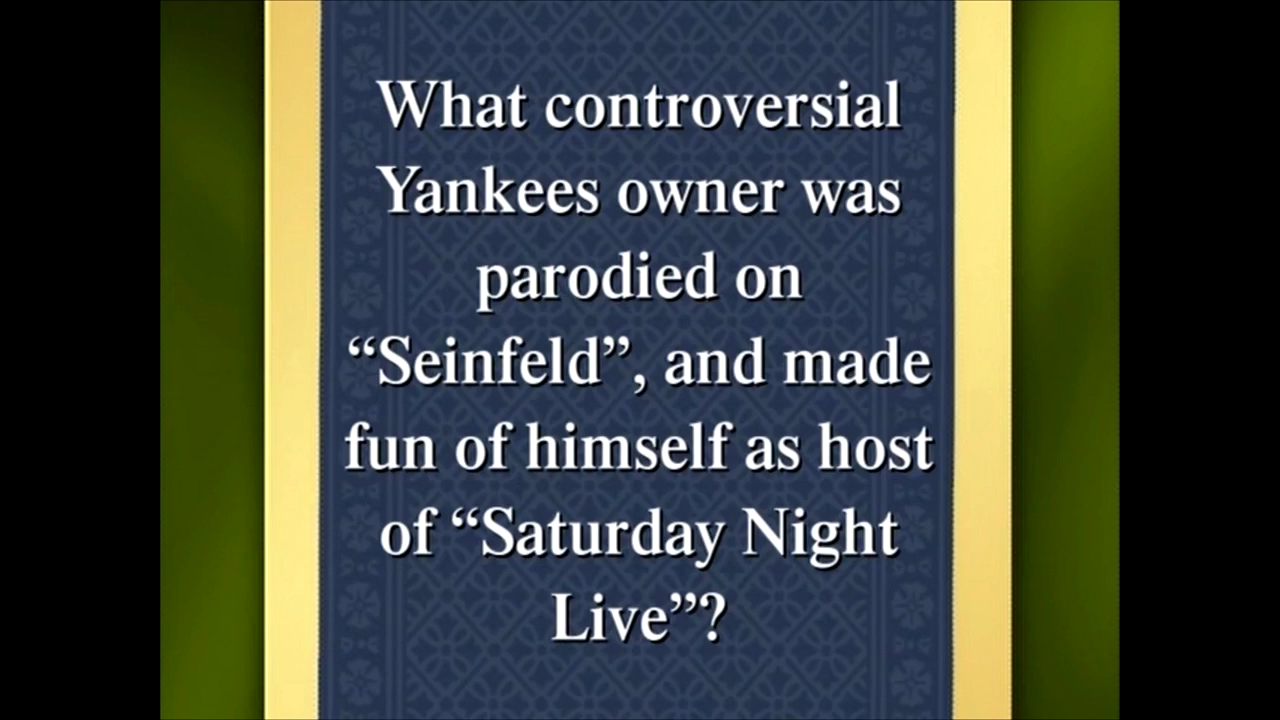 What controversial
Yankees owner was
parodied on
“Seinfeld”, and made
fun of himself as host
of “Saturday Night
Live”?